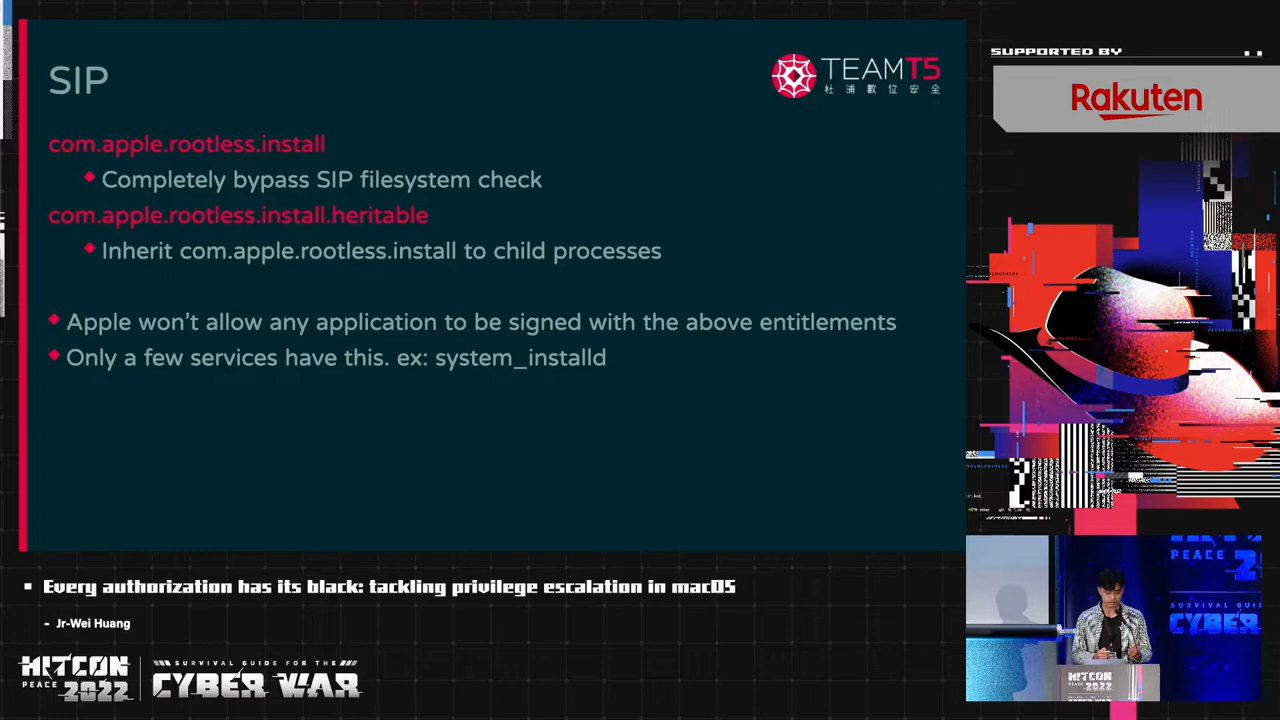 SIP
TEAMT5
杜浦數位安全
com.apple.rootless.install
Completely bypass SIP filesystem check
com.apple.rootless.install.heritable
Inherit com.apple.rootless.install to child processes
Apple won't allow any application to be signed with the above entitlements
Only a few services have this. ex: system_installd
SUPPORTED BY
Rakuten
Every authorization has its black: tackling privilege escalation in macOS
- Jr-Wei Huang
HITCON
PEACE 2022
SURVIVAL GUIDE FOR THE
CYBER WAR
PEACE 2
SURVIVAL GUI
CYBER
HITCON
2022